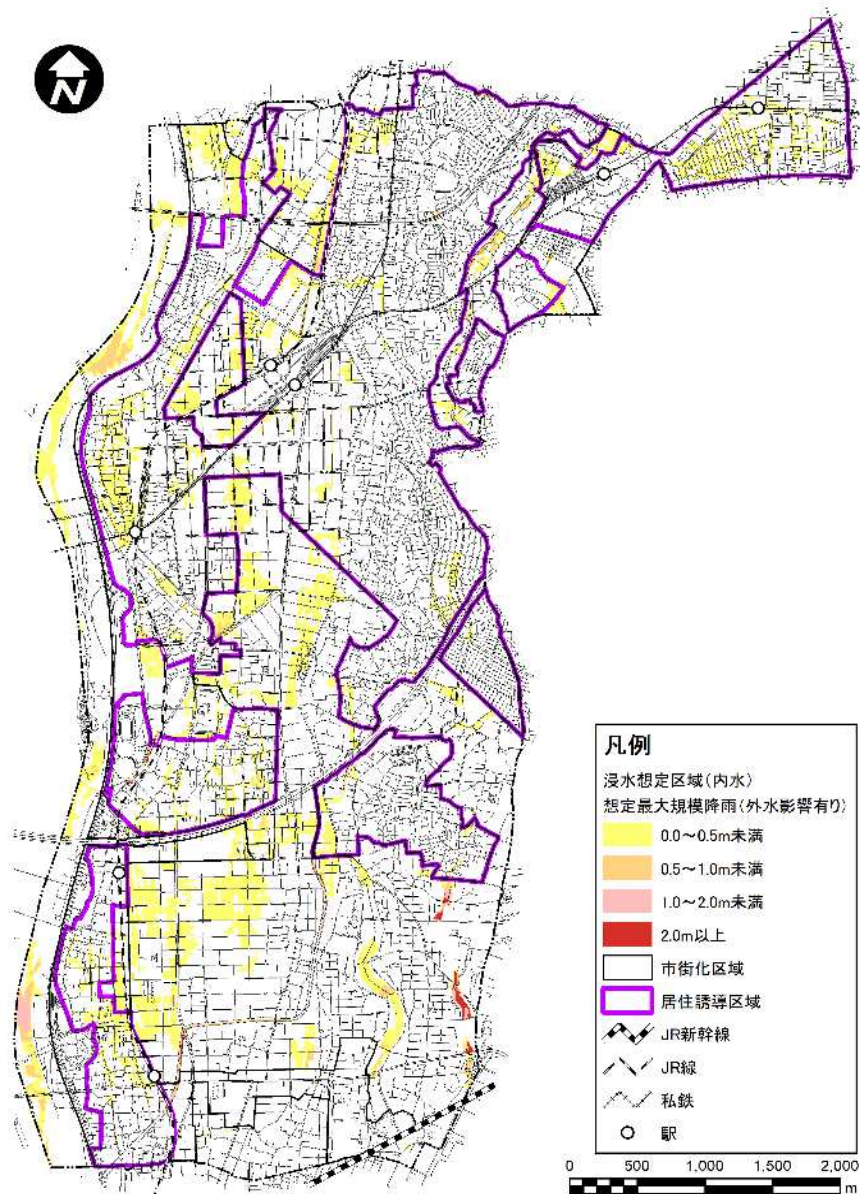 N
凡例
浸水想定区域(内水)
想定最大規模降雨(外水影響有り)
0.0～0.5m未満
0.5～1.0m未満
1.0～2.0m未満
2.0m以上
市街化区域
居住誘導区域
JR新幹線
JR線
私鉄
駅
0 500 1,000 1,500 2,000
m